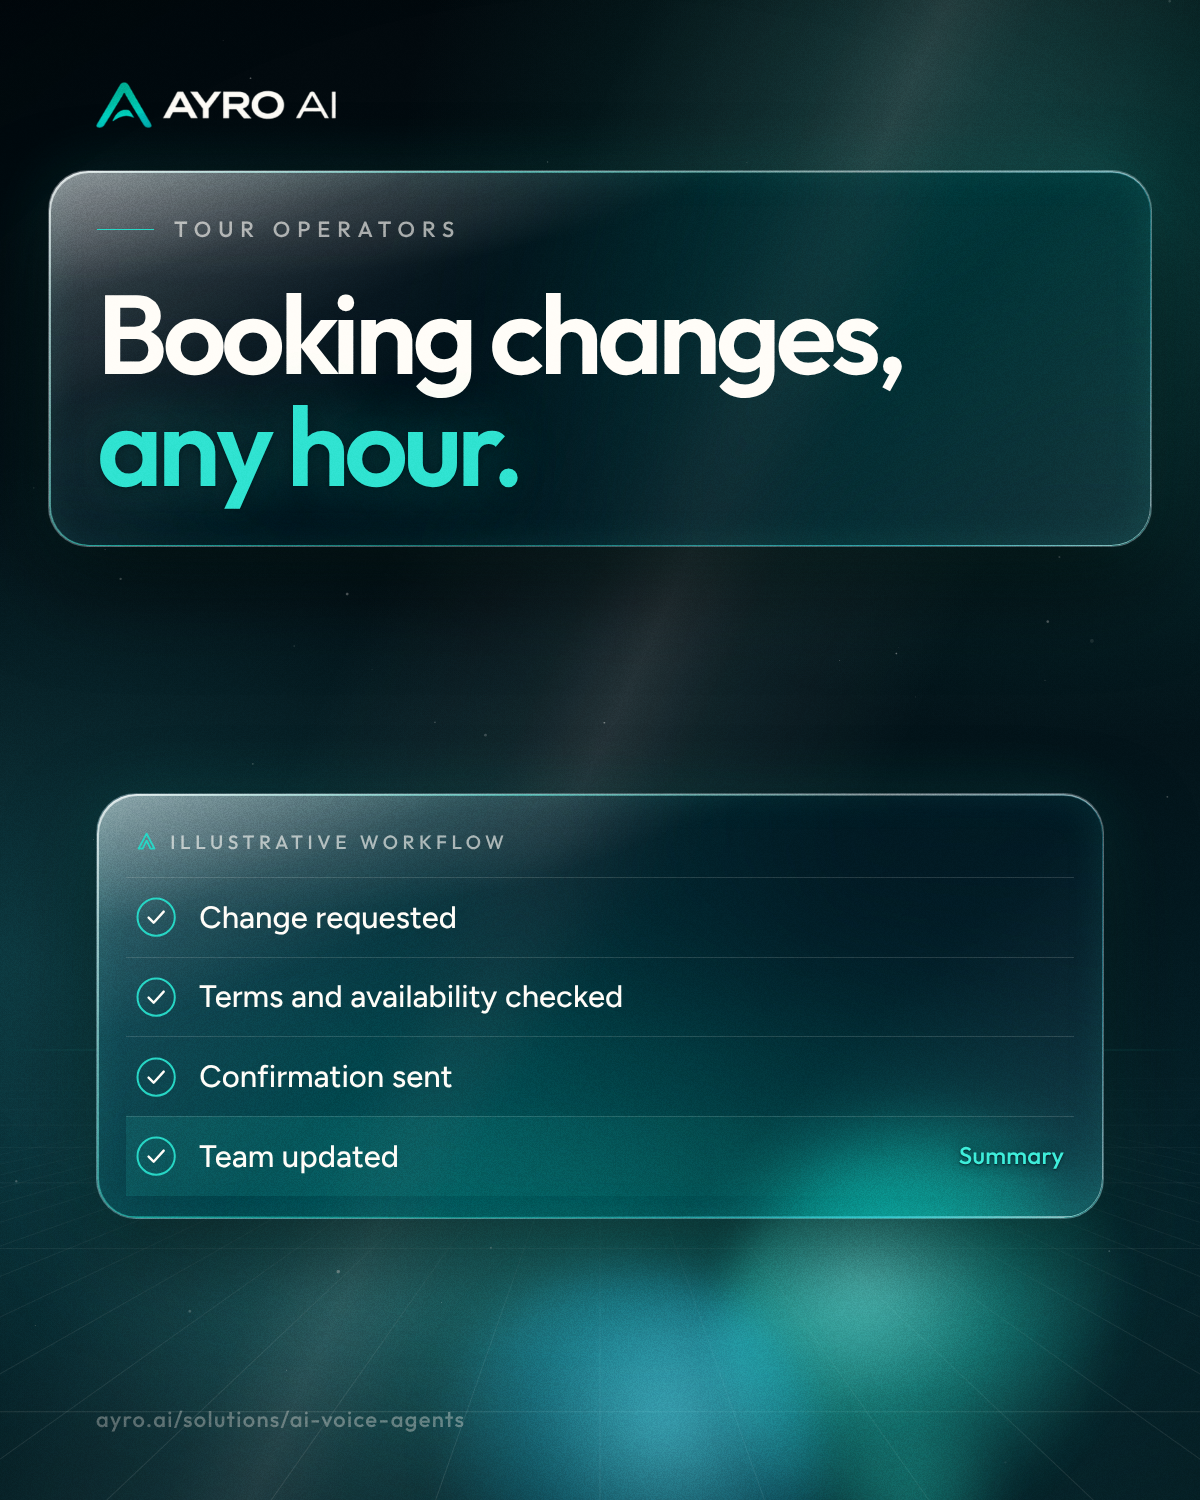 AYRO AI
TOUR OPERATORS
Booking changes,
any hour.
ILLUSTRATIVE WORKFLOW
Change requested
Terms and availability checked
Confirmation sent
Team updated
Summary
ayro.ai/solutions/ai-voice-agents